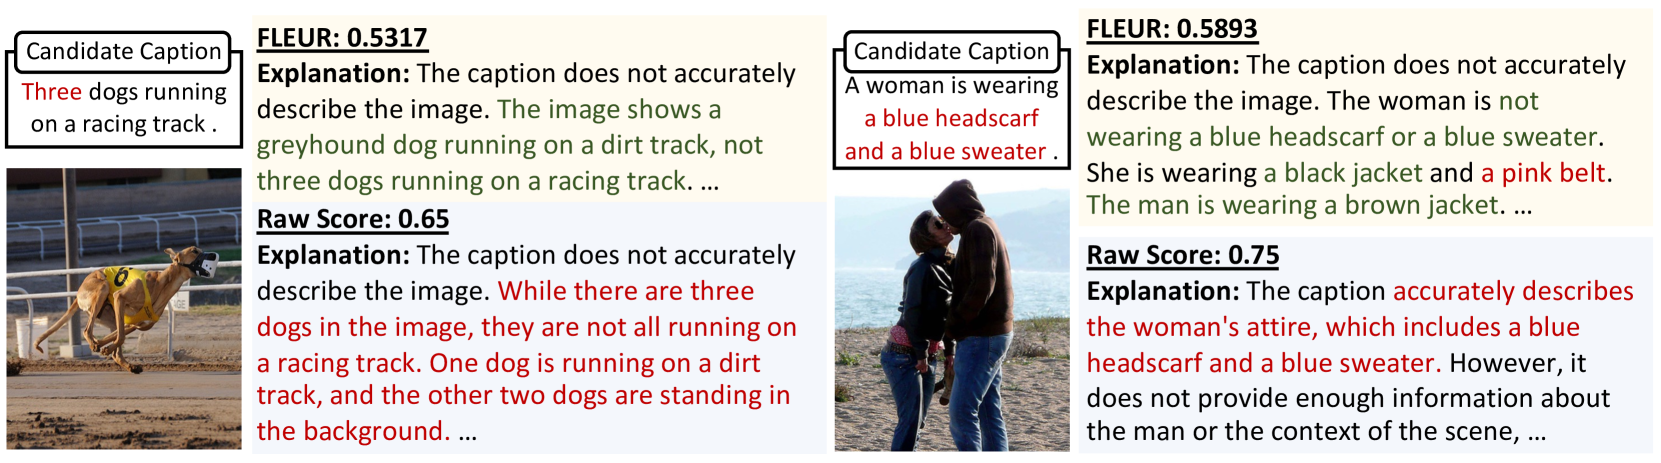 Candidate Caption
Three dogs running
on a racing track .
6
FLEUR: 0.5317
Explanation: The caption does not accurately
describe the image. The image shows a
greyhound dog running on a dirt track, not
three dogs running on a racing track. ...
Raw Score: 0.65
Explanation: The caption does not accurately
describe the image. While there are three
dogs in the image, they are not all running on
a racing track. One dog is running on a dirt
track, and the other two dogs are standing in
the background. ...
Candidate Caption
A woman is wearing
a blue headscarf
and a blue sweater .
FLEUR: 0.5893
Explanation: The caption does not accurately
describe the image. The woman is not
wearing a blue headscarf or a blue sweater.
She is wearing a black jacket and a pink belt.
The man is wearing a brown jacket. ...
Raw Score: 0.75
Explanation: The caption accurately describes
the woman's attire, which includes a blue
headscarf and a blue sweater. However, it
does not provide enough information about
the man or the context of the scene, ...